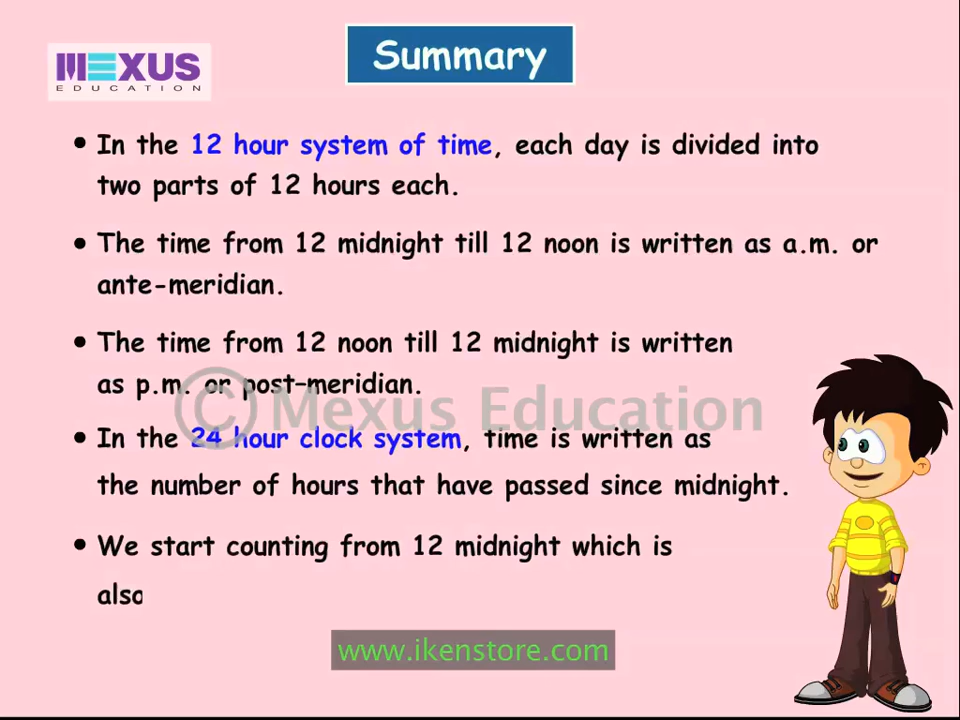 MEXUS
EDUCATION
Summary
• In the 12 hour system of time, each day is divided into
two parts of 12 hours each.
• The time from 12 midnight till 12 noon is written as a.m. or
ante-meridian.
• The time from 12 noon till 12 midnight is written
as p.m. or post-meridian.
© Mexus Education
• In the 24 hour clock system, time is written as
the number of hours that have passed since midnight.
• We start counting from 12 midnight which is
also
www.ikenstore.com